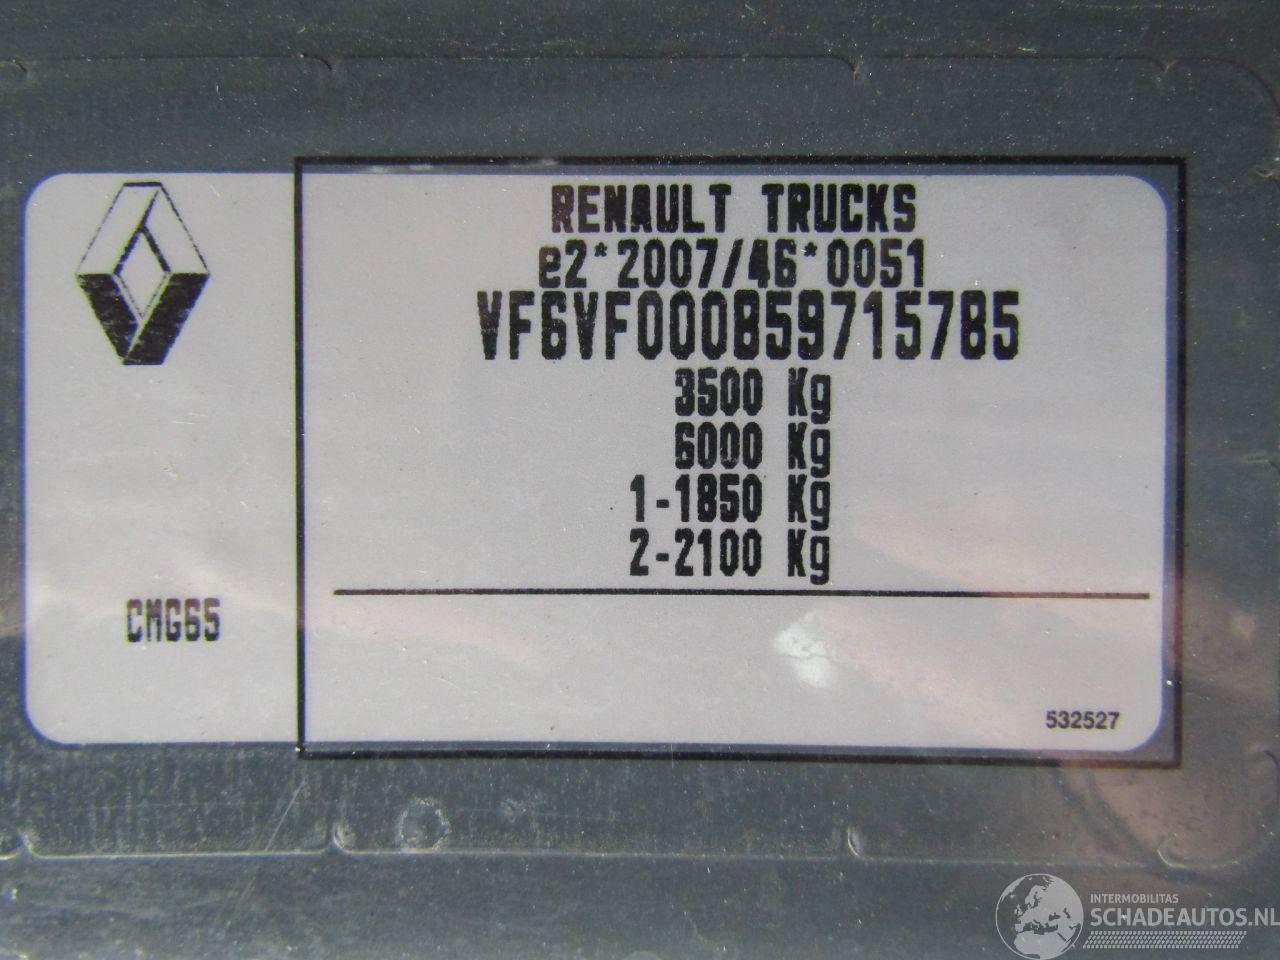 RENAULT TRUCKS
e2*2007/46*0051
VF6VF000859715785
3500 Kg
6000 Kg
1-1850 Kg
2-2100 Kg
CMG65
532527
INTERMOBILITAS
SCHADEAUTOS.NL